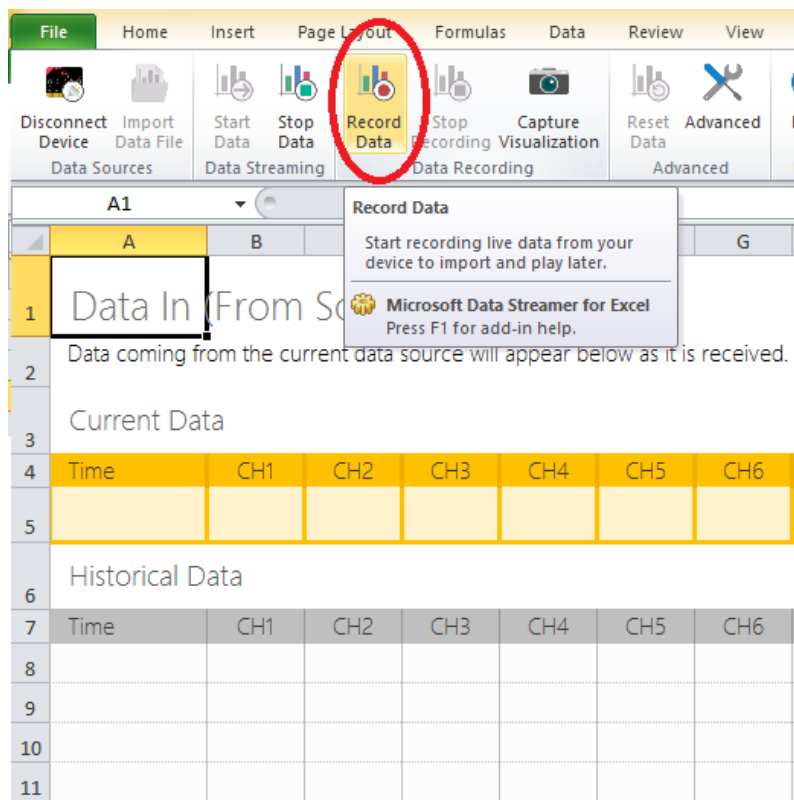 File Home Insert Page Layout Formulas Data Review View
Disconnect Import Start Stop Record Stop Capture Reset Advanced
Device Data File Data Data Data Recording Visualization Data
Data Sources Data Streaming Data Recording Advanced
A1
Record Data
Start recording live data from your
device to import and play later.
Microsoft Data Streamer for Excel
Press F1 for add-in help.
A B G
1 Data In (From So
2 Data coming from the current data source will appear below as it is received.
3 Current Data
4 Time CH1 CH2 CH3 CH4 CH5 CH6
5
6 Historical Data
7 Time CH1 CH2 CH3 CH4 CH5 CH6
8
9
10
11